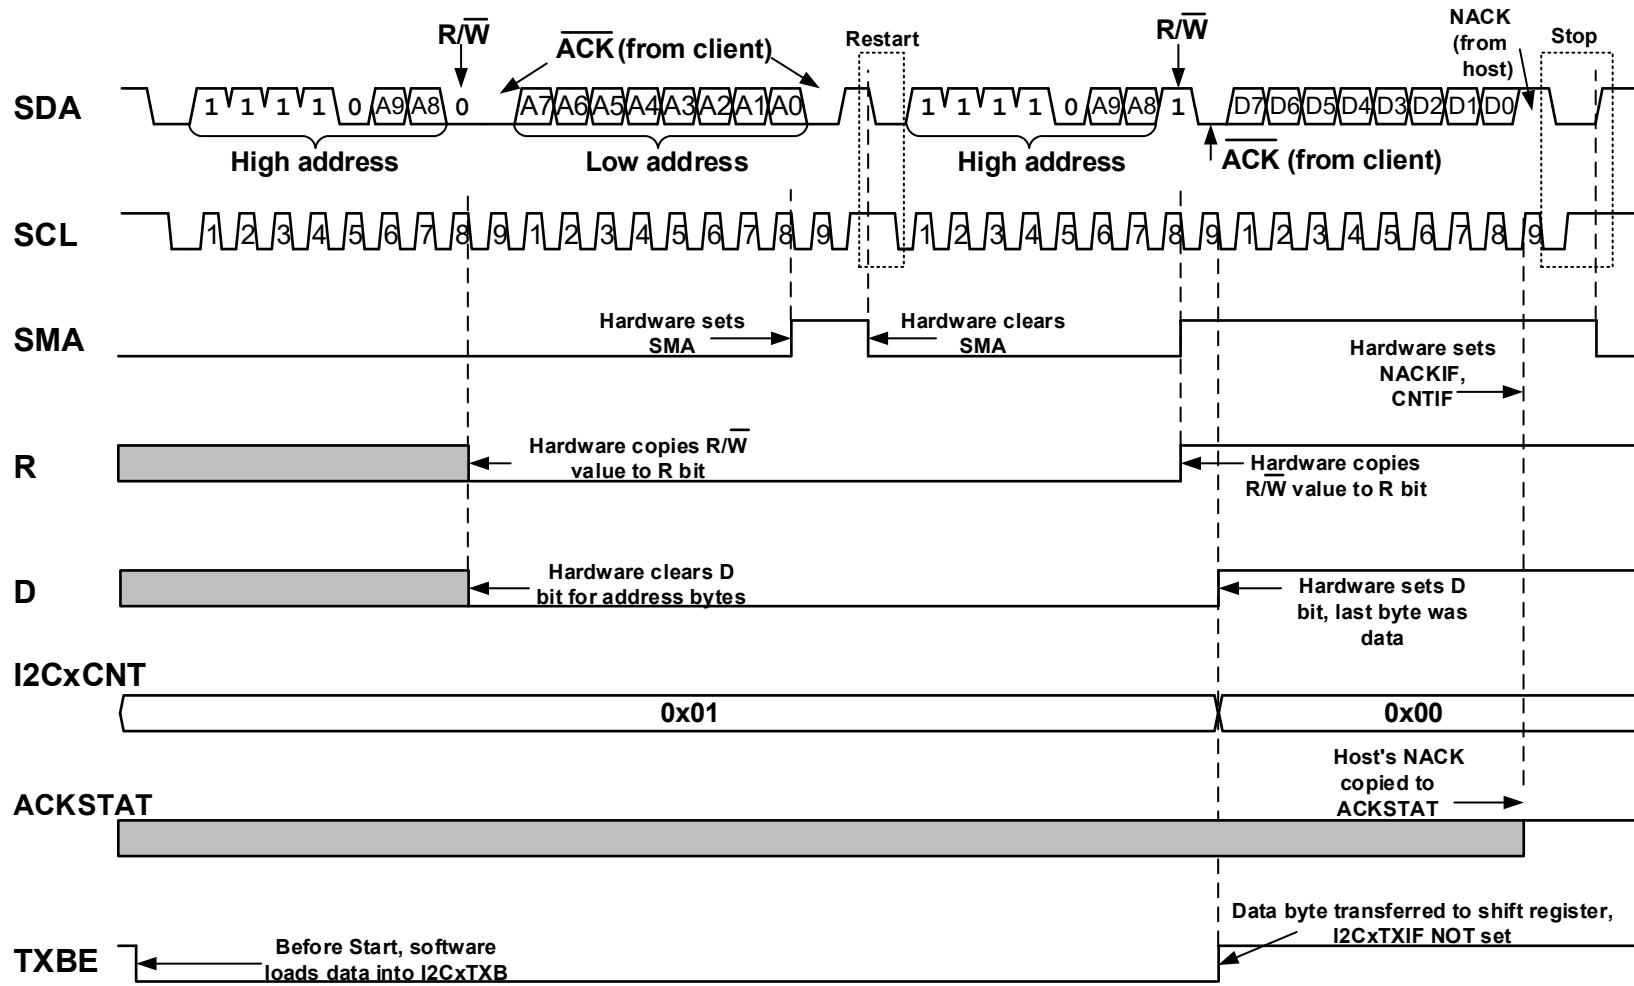 R/W
ACK (from client)
Restart
R/W
NACK
(from
host)
Stop
SDA
1 1 1 1 0 A9 A8 0
A7 A6 A5 A4 A3 A2 A1 A0
1 1 1 1 0 A9 A8 1
D7 D6 D5 D4 D3 D2 D1 D0
High address
Low address
High address
ACK (from client)
SCL
1 2 3 4 5 6 7 8 9 1 2 3 4 5 6 7 8 9 1 2 3 4 5 6 7 8 9 1 2 3 4 5 6 7 8 9
SMA
Hardware sets
SMA
Hardware clears
SMA
Hardware sets
NACKIF,
CNTIF
R
Hardware copies R/W
value to R bit
Hardware copies
R/W value to R bit
D
Hardware clears D
bit for address bytes
Hardware sets D
bit, last byte was
data
I2CxCNT
0x01
0x00
ACKSTAT
Host's NACK
copied to
ACKSTAT
TXBE
Before Start, software
loads data into I2CxTXB
Data byte transferred to shift register,
I2CxTXIF NOT set